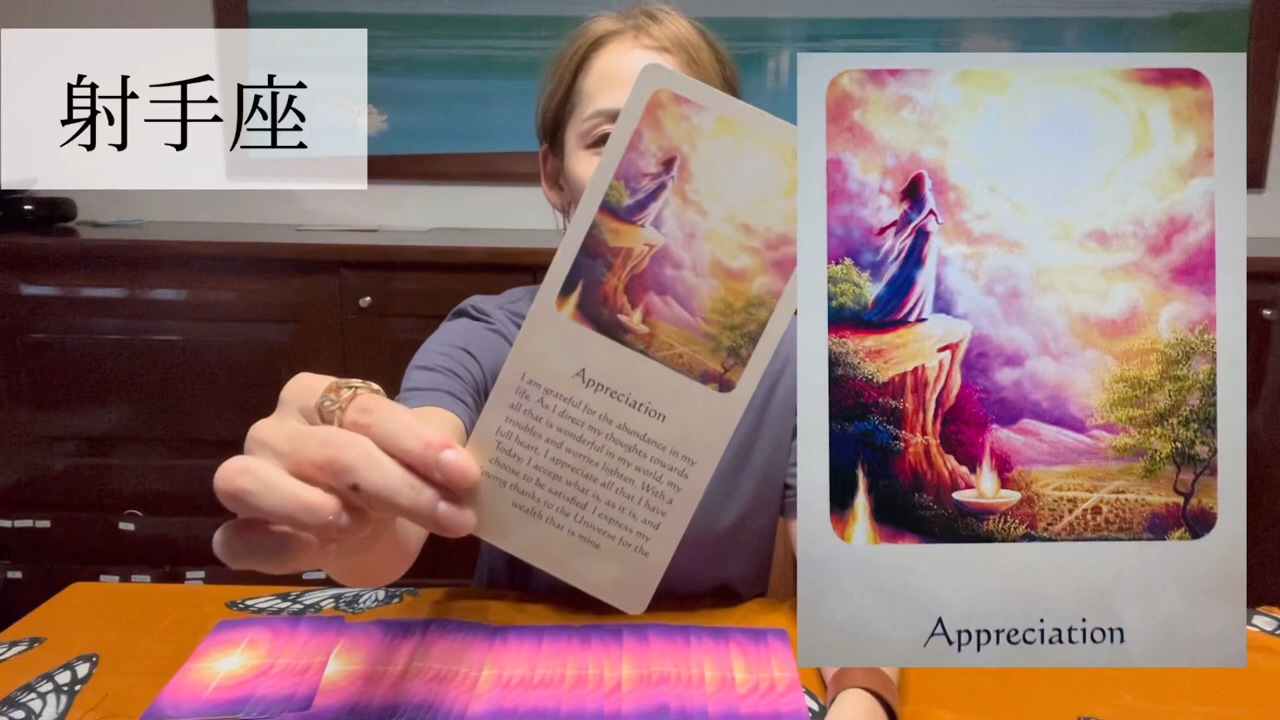 射手座
Appreciation
I am grateful for the abundance in my
life. As I direct my thoughts towards
all that is wonderful in my world, my
troubles and worries lighten. With a
full heart, I appreciate all that I have.
Today, I accept what is, as it is, and
choose to be satisfied. I express my
loving thanks to the Universe for the
wealth that is mine.
Appreciation